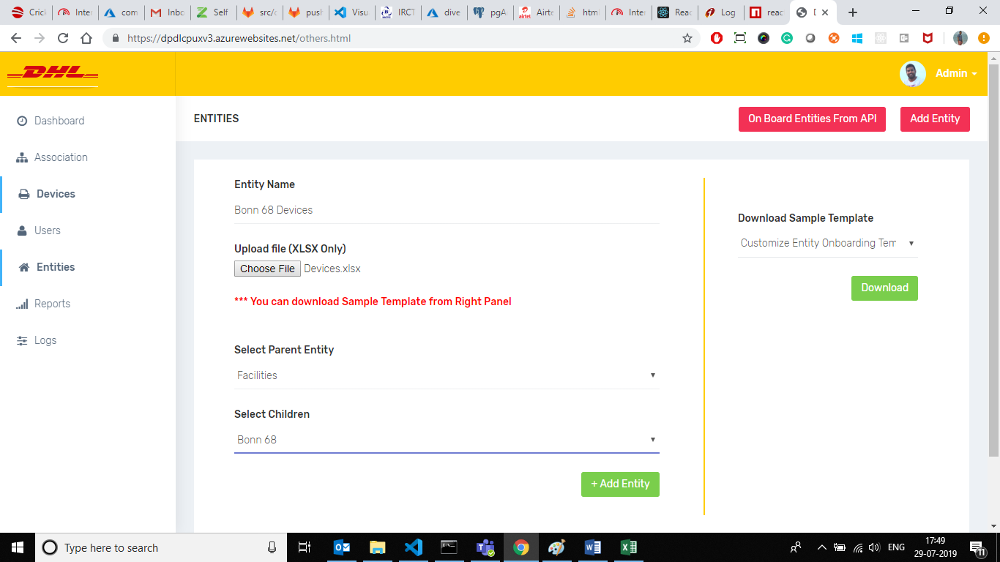 Crick
Inter
com
Inbo
Self
src/c
push
Visu
IRCT
dive
pgA
Airte
html
Inter
Reac
Log
reac
https://dpdlcpuxv3.azurewebsites.net/others.html
DHL
Admin
Dashboard
Association
Devices
Users
Entities
Reports
Logs
ENTITIES
On Board Entities From API
Add Entity
Entity Name
Bonn 68 Devices
Upload file (XLSX Only)
Choose File Devices.xlsx
*** You can download Sample Template from Right Panel
Select Parent Entity
Facilities
Select Children
Bonn 68
+ Add Entity
Download Sample Template
Customize Entity Onboarding Tem
Download
Type here to search
ENG
17:49
29-07-2019
11